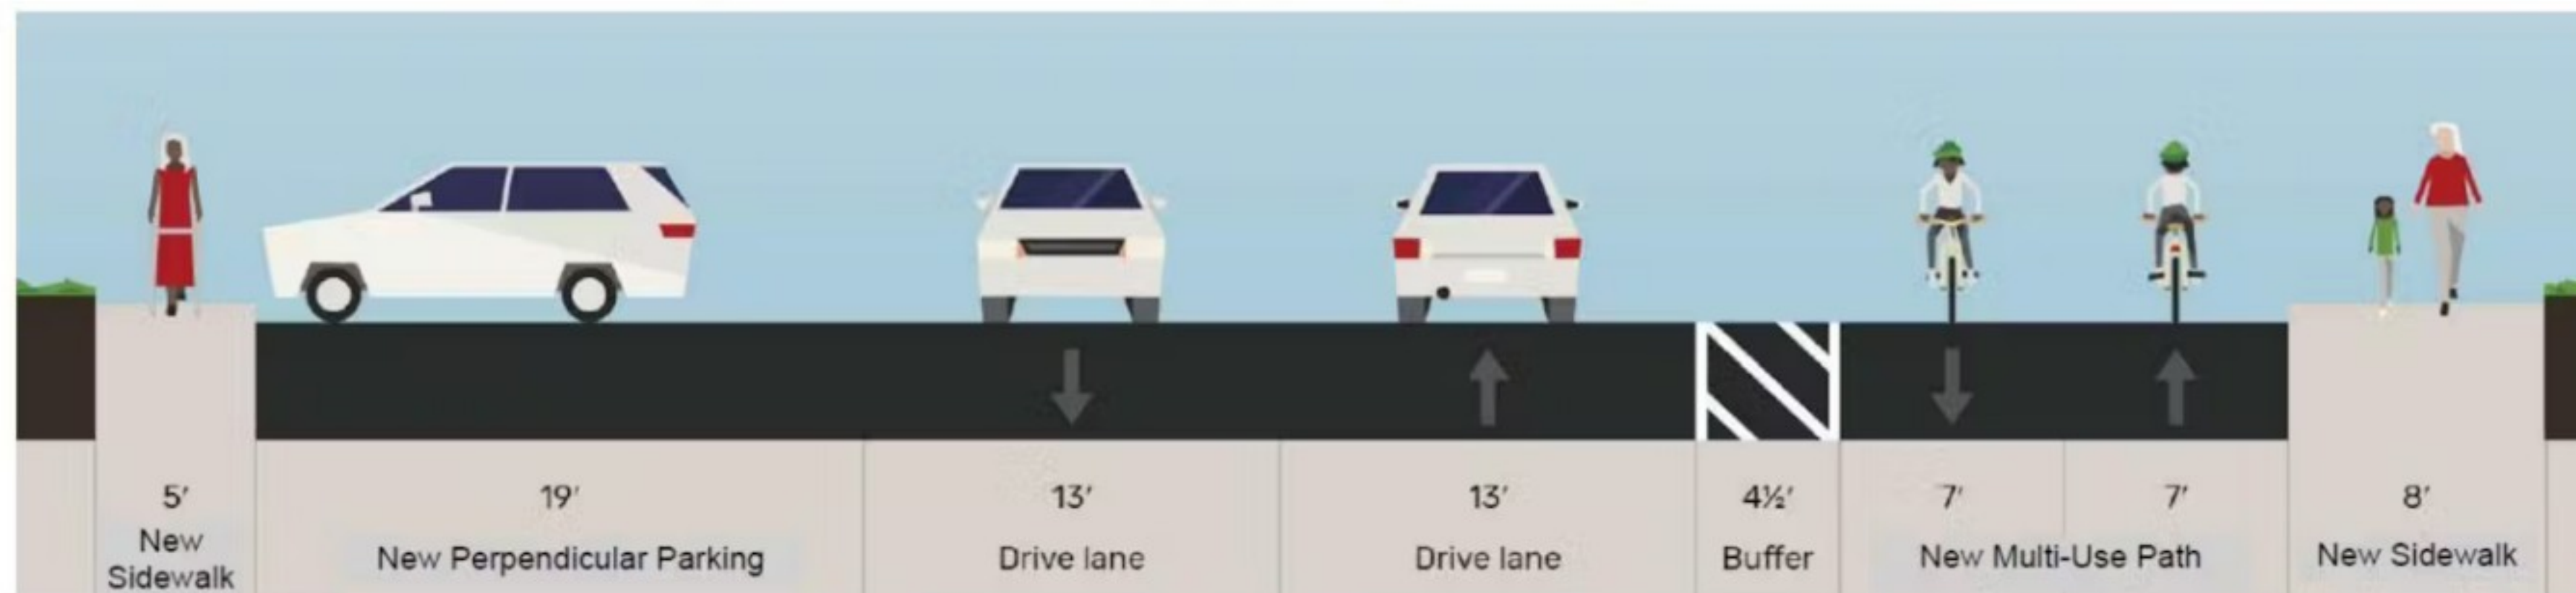 5′ 19′ 13′ 13′ 4½′ 7′ 7′ 8′
New
Sidewalk
New Perpendicular Parking
Drive lane
Drive lane
Buffer
New Multi-Use Path
New Sidewalk